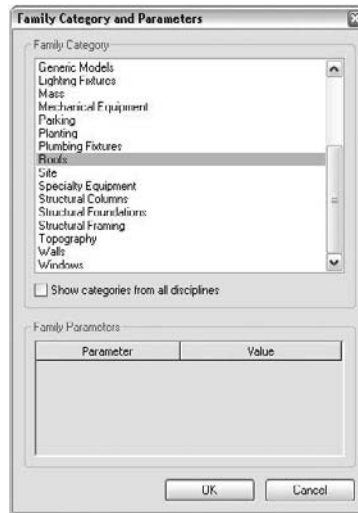 Family Category and Parameters
Family Category
Generic Models
Lighting Fixtures
Mass
Mechanical Equipment
Parking
Planting
Plumbing Fixtures
Roofs
Site
Specialty Equipment
Structural Columns
Structural Foundations
Structural Framing
Topography
Walls
Windows
Show categories from all disciplines
Family Parameters
Parameter Value
OK Cancel